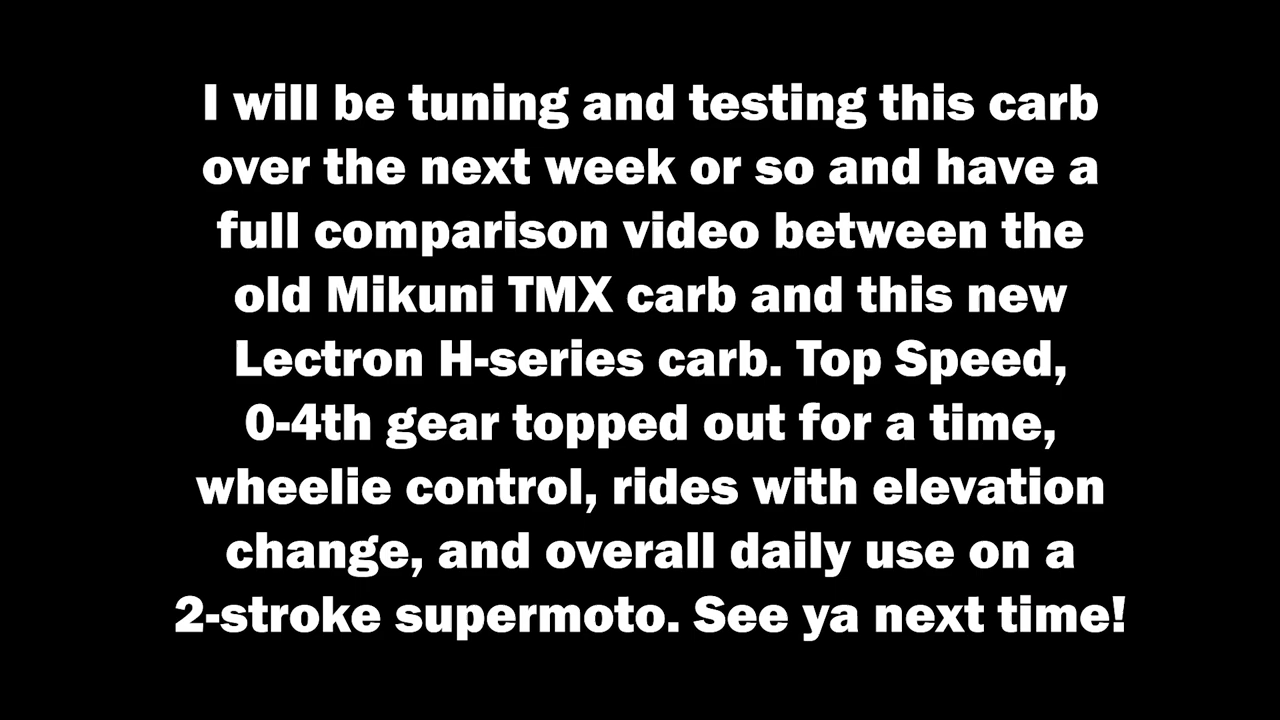 I will be tuning and testing this carb
over the next week or so and have a
full comparison video between the
old Mikuni TMX carb and this new
Lectron H-series carb. Top Speed,
0-4th gear topped out for a time,
wheelie control, rides with elevation
change, and overall daily use on a
2-stroke supermoto. See ya next time!